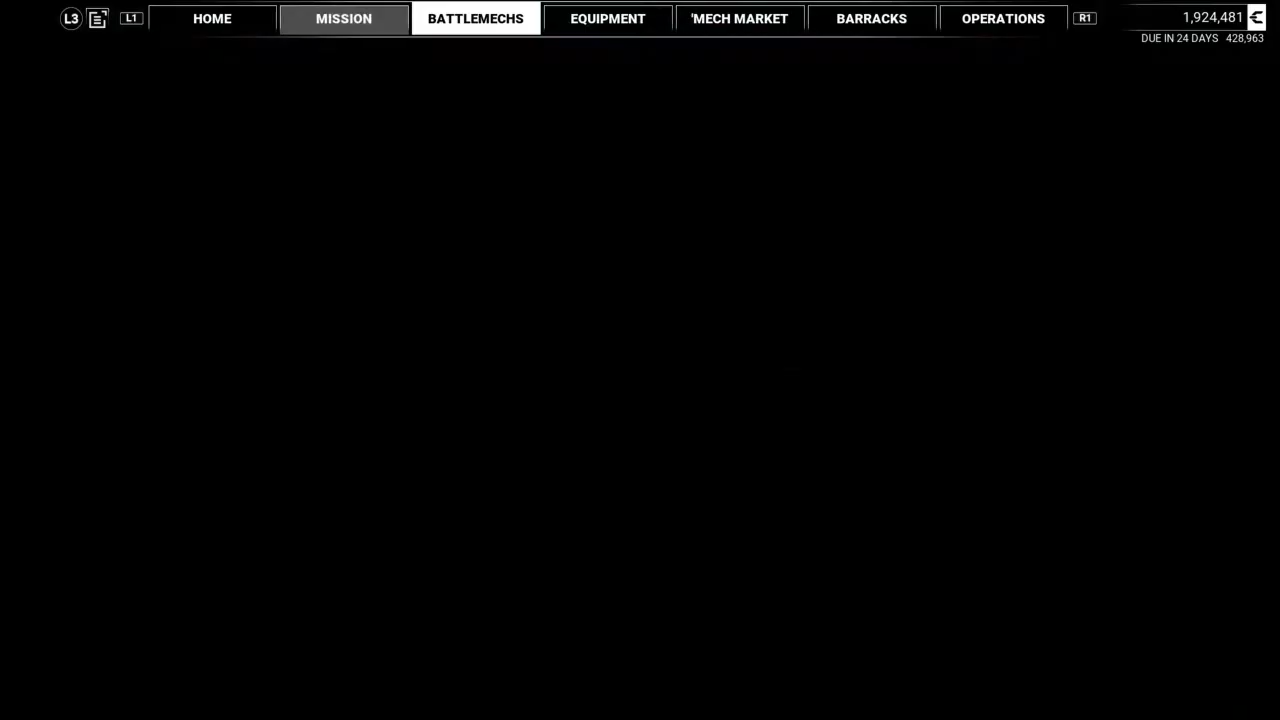 L3 L1 HOME MISSION BATTLEMECHS EQUIPMENT 'MECH MARKET BARRACKS OPERATIONS R1 1,924,481
DUE IN 24 DAYS 428,963